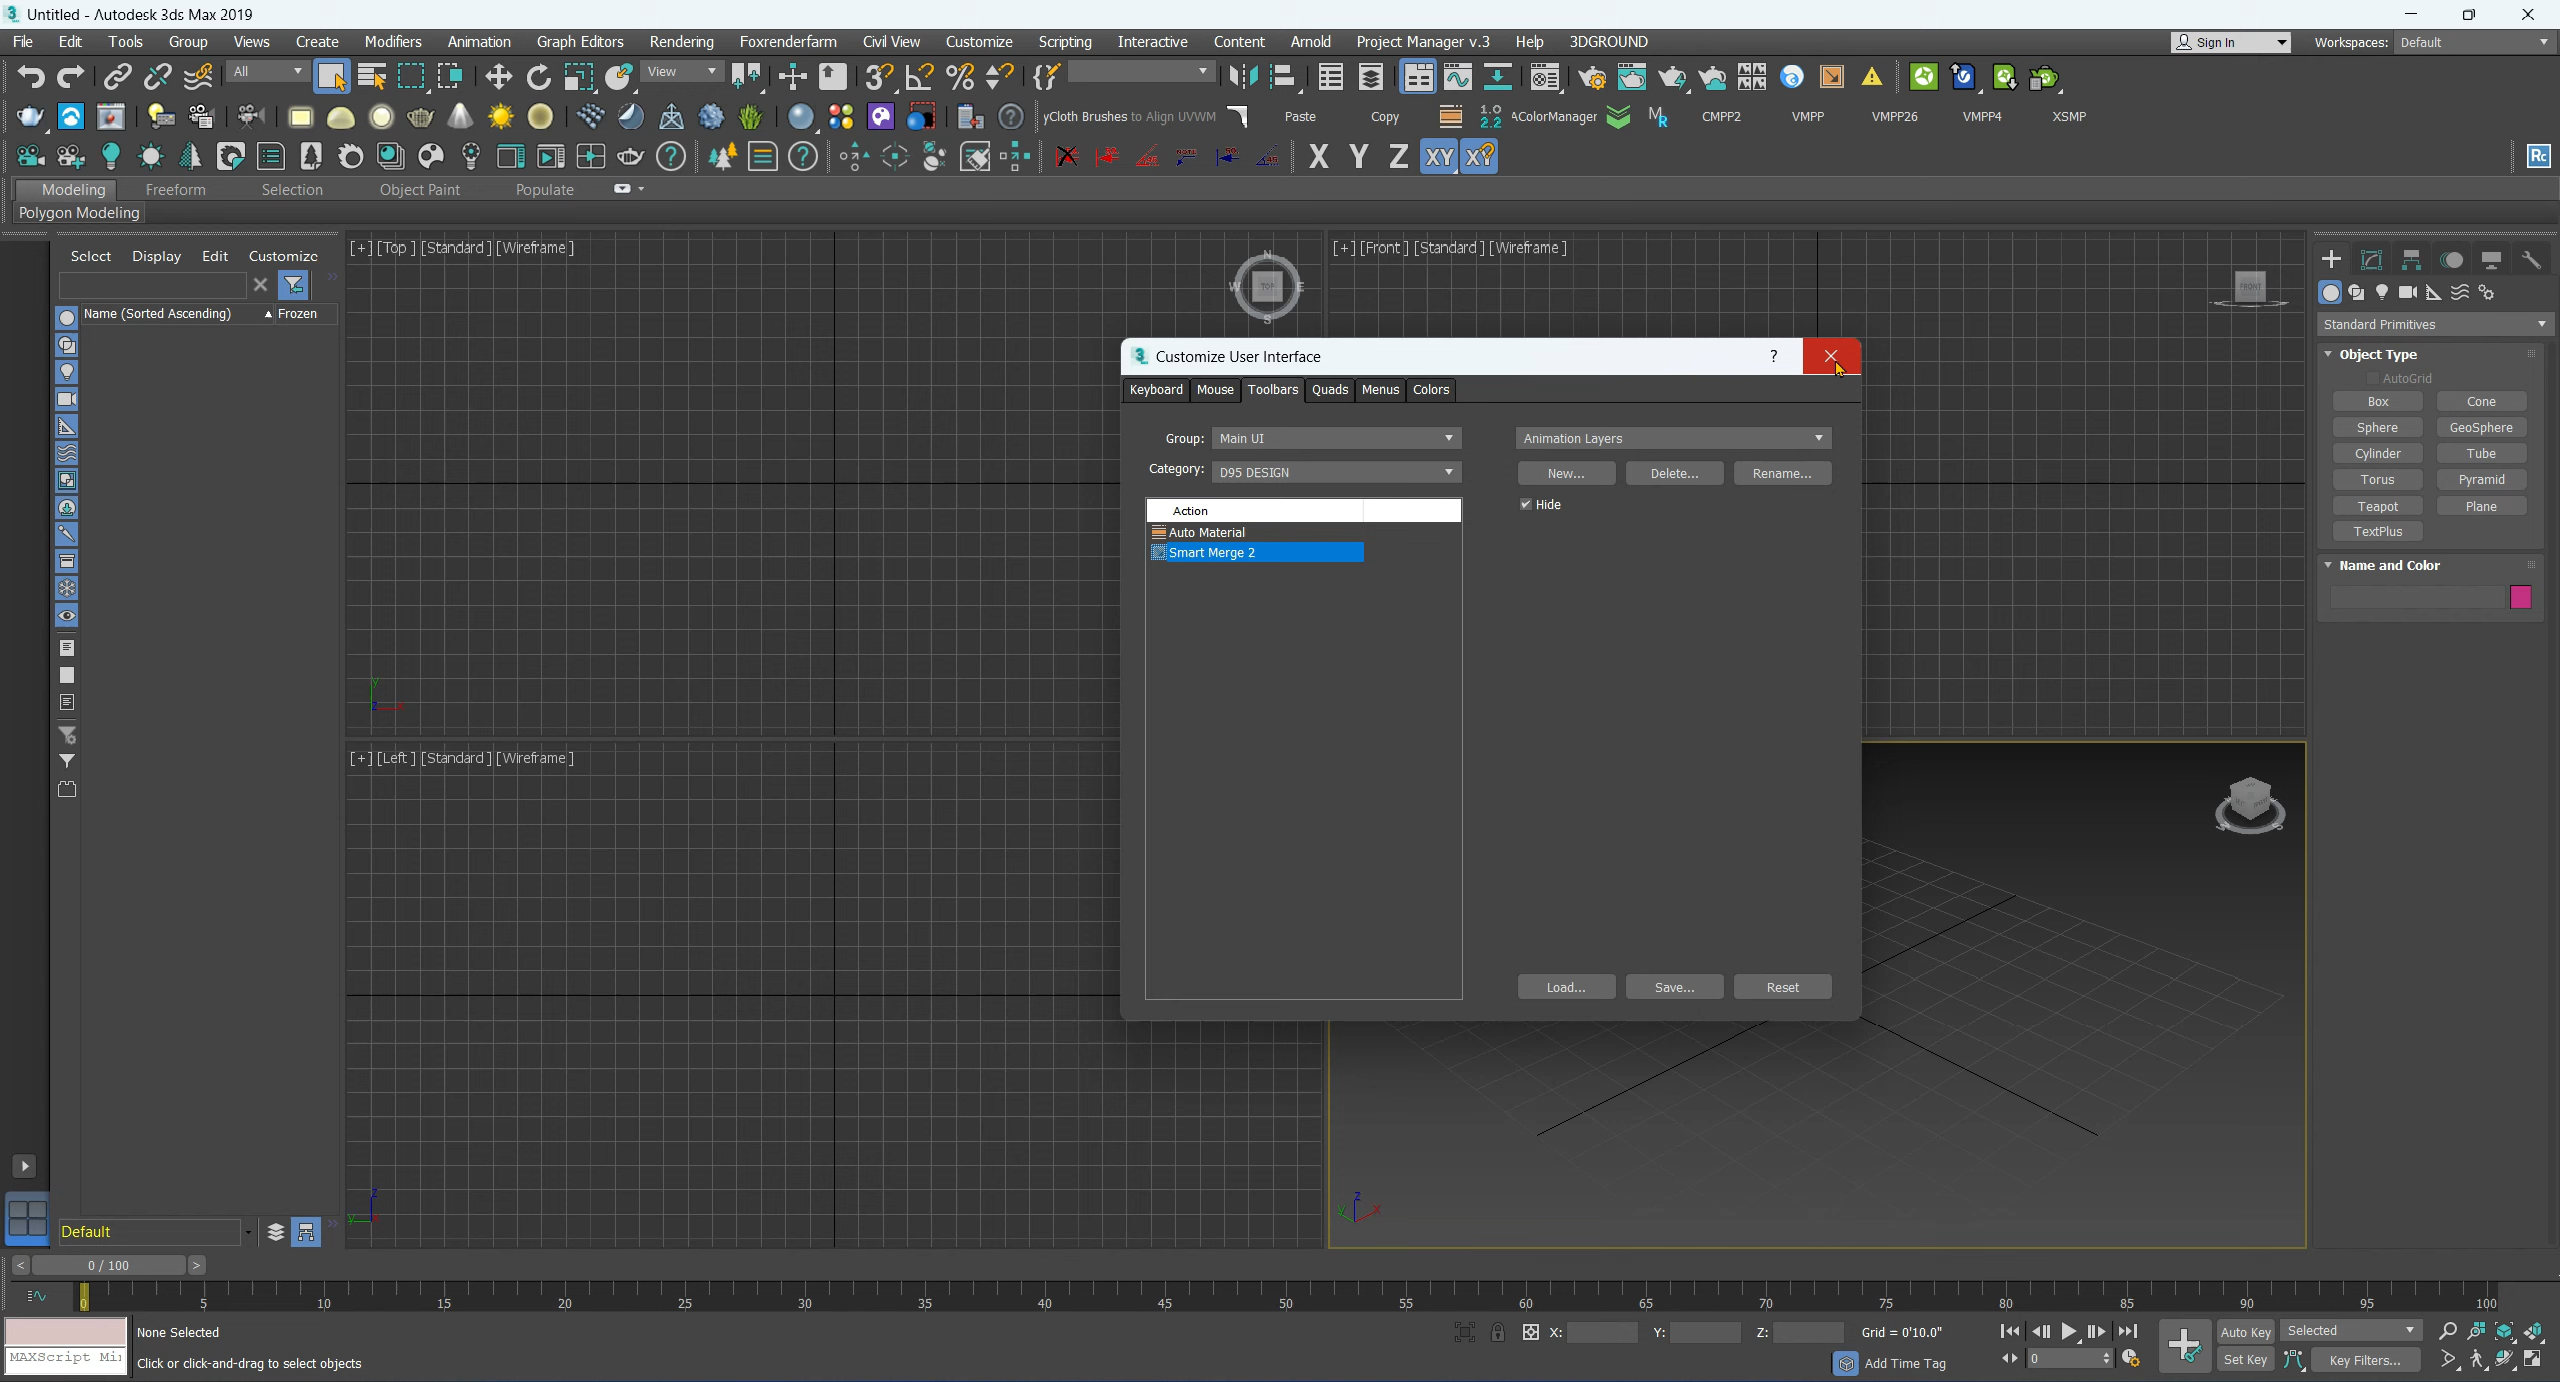 Untitled - Autodesk 3ds Max 2019
File Edit Tools Group Views Create Modifiers Animation Graph Editors Rendering Foxrenderfarm Civil View Customize Scripting Interactive Content Arnold Project Manager v.3 Help 3DGROUND Sign In Workspaces: Default
All View
yCloth Brushes to Align UVWM Paste Copy 1.0 2.2 AColorManager CMPP2 VMPP VMPP26 VMPP4 XSMP
X Y Z XY XY Rc
Modeling Freeform Selection Object Paint Populate
Polygon Modeling
Select Display Edit Customize
Name (Sorted Ascending) Frozen
[+] [Top ] [Standard ] [Wireframe ]
N
W TOP E
S
[+] [Front ] [Standard ] [Wireframe ]
FRONT
Customize User Interface ?
Keyboard Mouse Toolbars Quads Menus Colors
Group: Main UI Animation Layers
Category: D95 DESIGN New... Delete... Rename...
Action Hide
Auto Material
Smart Merge 2
Load... Save... Reset
Standard Primitives
Object Type
AutoGrid
Box Cone
Sphere GeoSphere
Cylinder Tube
Torus Pyramid
Teapot Plane
TextPlus
Name and Color
y
z
[+] [Left ] [Standard ] [Wireframe ]
z
y
z
y x
Default
< 0 / 100 >
0 5 10 15 20 25 30 35 40 45 50 55 60 65 70 75 80 85 90 95 100
None Selected X: Y: Z: Grid = 0'10.0" Auto Key Selected
MAXScript Mi Click or click-and-drag to select objects Add Time Tag 0 Set Key Key Filters...